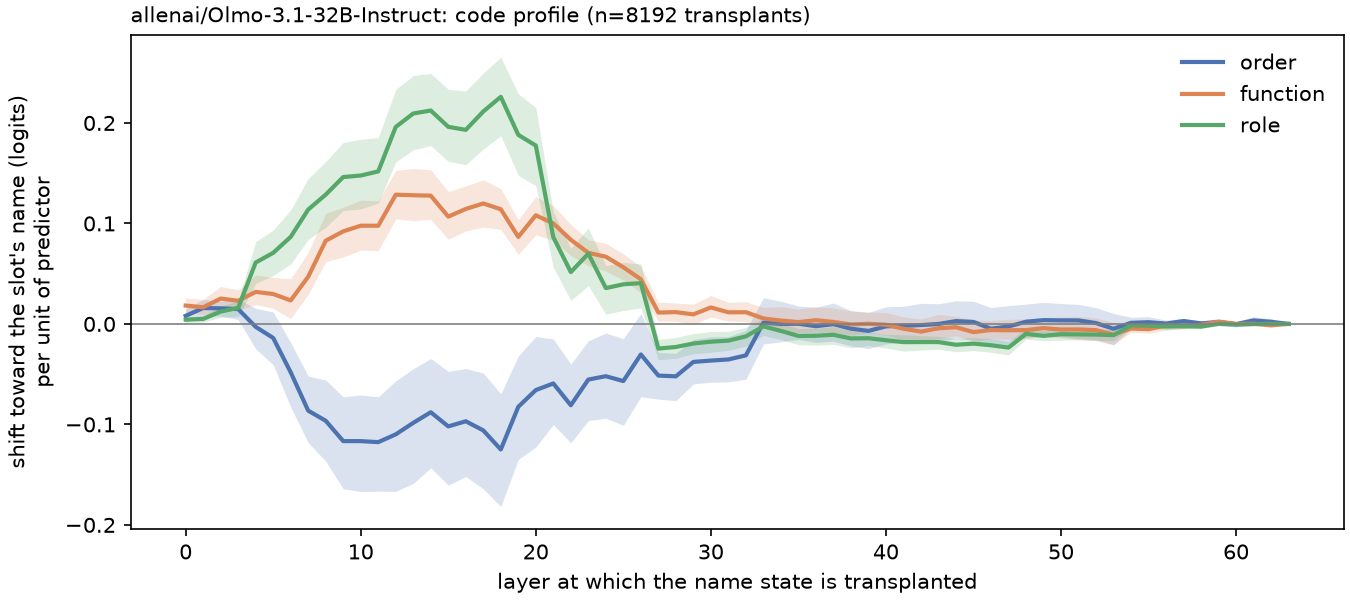 allenai/Olmo-3.1-32B-Instruct: code profile (n=8192 transplants)
shift toward the slot's name (logits)
per unit of predictor
0.2
0.1
0.0
−0.1
−0.2
order
function
role
0
10
20
30
40
50
60
layer at which the name state is transplanted